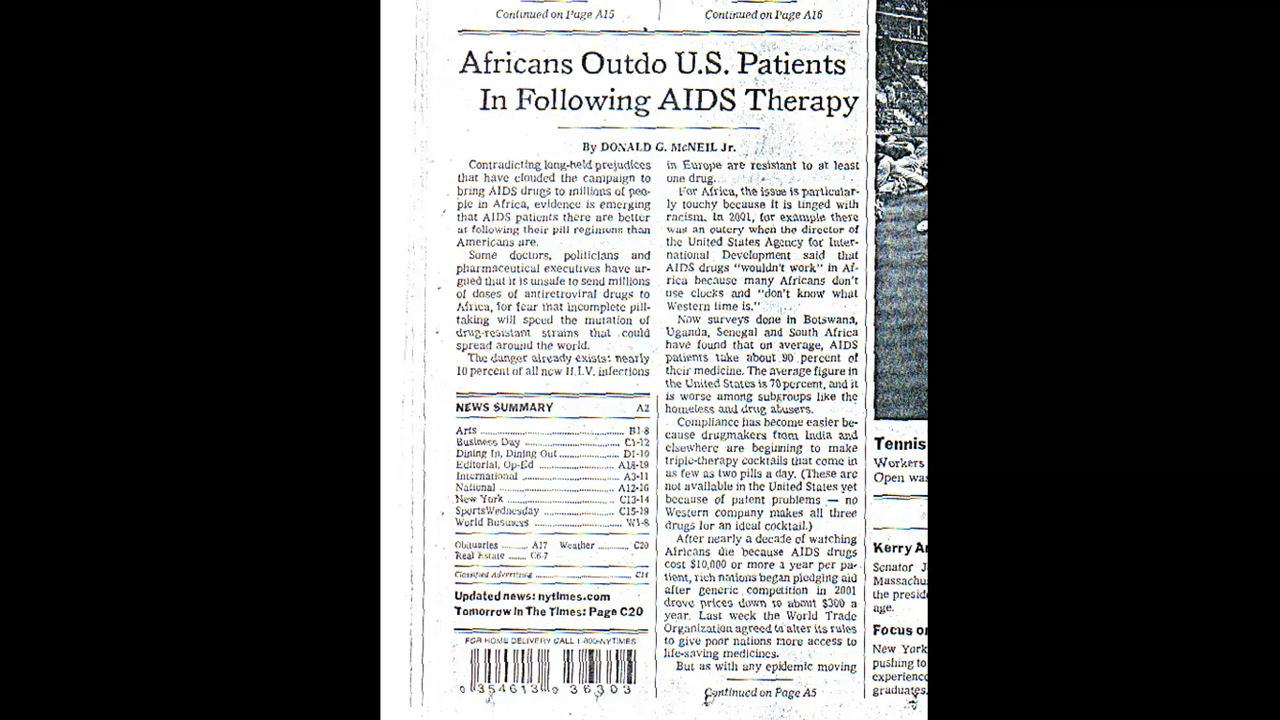 Continued on Page A15
Continued on Page A16
Africans Outdo U.S. Patients
In Following AIDS Therapy
By DONALD G. McNEIL Jr.
Contradicting long-held prejudices
that have clouded the campaign to
bring AIDS drugs to millions of peo-
ple in Africa, evidence is emerging
that AIDS patients there are better
at following their pill regimens than
Americans are.
Some doctors, politicians and
pharmaceutical executives have ar-
gued that it is unsafe to send millions
of doses of antiretroviral drugs to
Africa, for fear that incomplete pill-
taking will speed the mutation of
drug-resistant strains that could
spread around the world.
The danger already exists: nearly
10 percent of all new H.I.V. infections
in Europe are resistant to at least
one drug.
For Africa, the issue is particular-
ly touchy because it is tinged with
racism. In 2001, for example there
was an outcry when the director of
the United States Agency for Inter-
national Development said that
AIDS drugs "wouldn't work" in Af-
rica because many Africans don't
use clocks and "don't know what
Western time is."
Now surveys done in Botswana,
Uganda, Senegal and South Africa
have found that on average, AIDS
patients take about 90 percent of
their medicine. The average figure in
the United States is 70 percent, and it
is worse among subgroups like the
homeless and drug abusers.
Compliance has become easier be-
cause drugmakers from India and
elsewhere are beginning to make
triple-therapy cocktails that come in
as few as two pills a day. (These are
not available in the United States yet
because of patent problems — no
Western company makes all three
drugs for an ideal cocktail.)
After nearly a decade of watching
Africans die because AIDS drugs
cost $10,000 or more a year per pa-
tient, rich nations began pledging aid
after generic competition in 2001
drove prices down to about $300 a
year. Last week the World Trade
Organization agreed to alter its rules
to give poor nations more access to
life-saving medicines.
But as with any epidemic moving
Continued on Page A5
NEWS SUMMARY A2
Arts B1-8
Business Day C1-12
Dining In, Dining Out D1-10
Editorial, Op-Ed A18-19
International A3-11
National A12-16
New York C13-14
SportsWednesday C15-19
World Business W1-8
Obituaries A17 Weather C20
Real Estate C6-7
Classified Advertising C14
Updated news: nytimes.com
Tomorrow in The Times: Page C20
FOR HOME DELIVERY CALL 1-800-NYTIMES
0 354613 9 36303
Tennis
Workers
Open was
Kerry
Senator J
Massachu
the presid
age.
Focus
New York
pushing to
experienc
graduates.